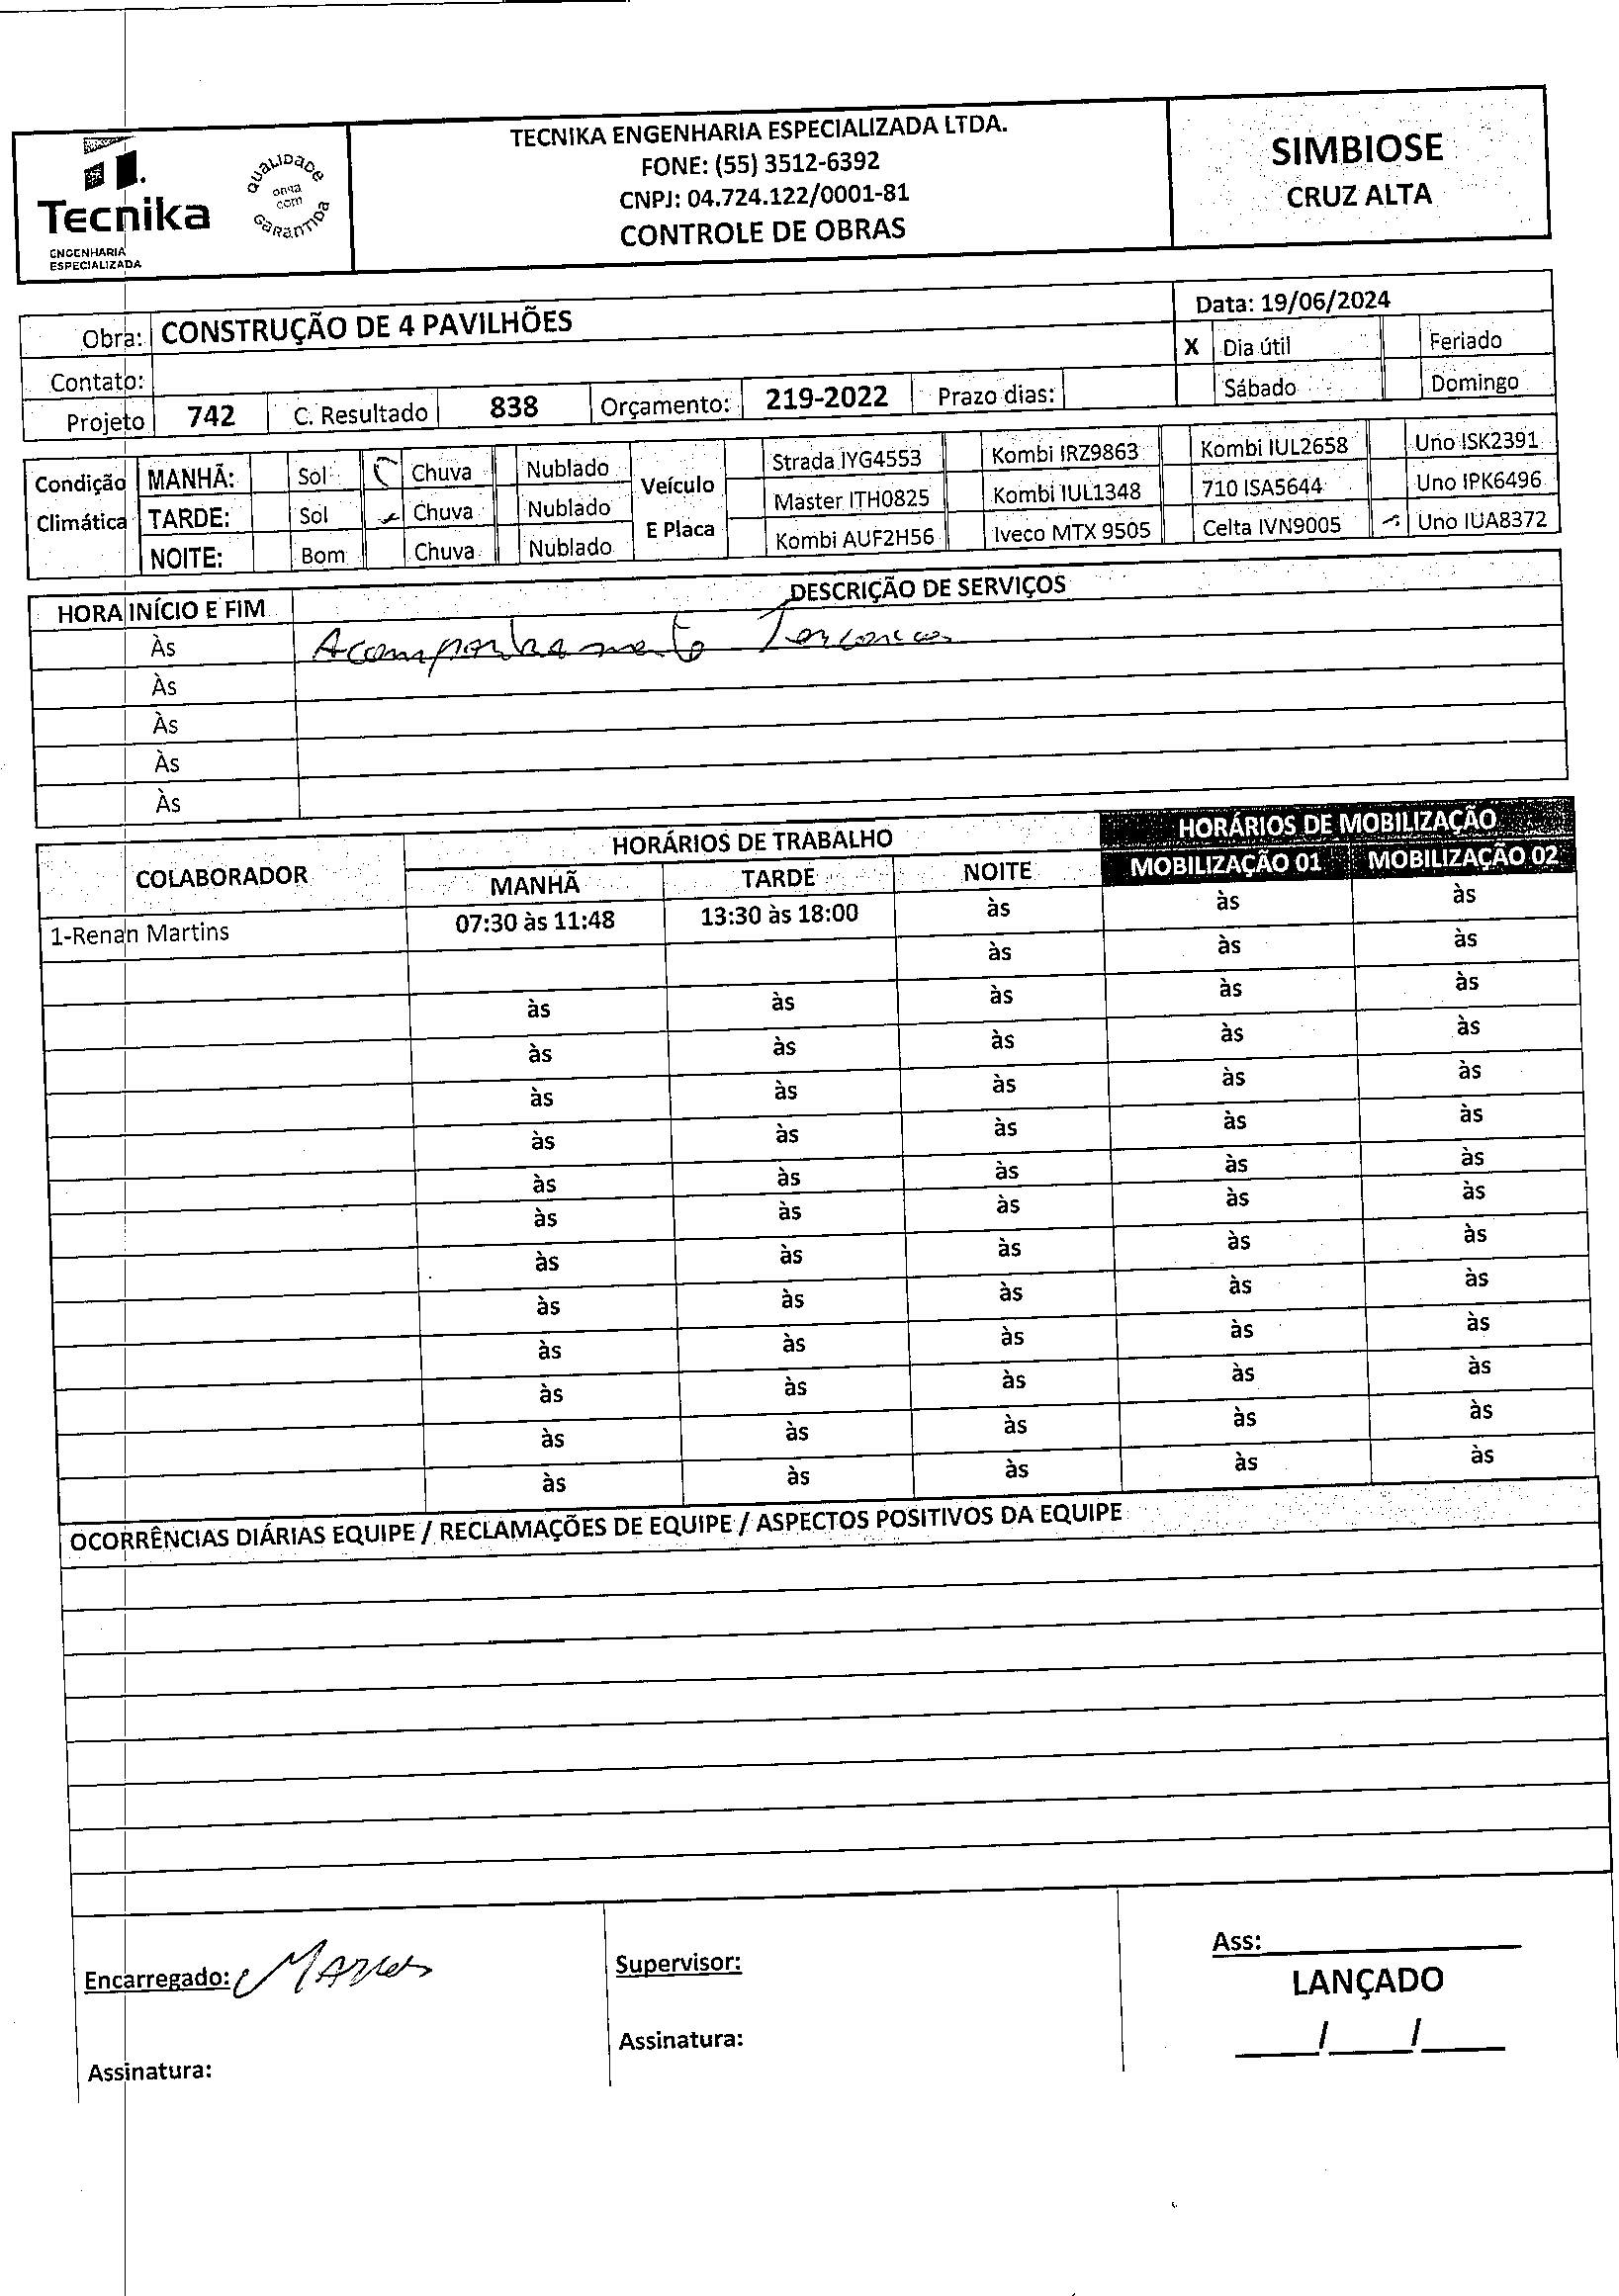 TECNIKA ENGENHARIA ESPECIALIZADA LTDA.
FONE: (55) 3512-6392
CNPJ: 04.724.122/0001-81
CONTROLE DE OBRAS
Tecnika
ENGENHARIA
ESPECIALIZADA
QUALIDADE
COM
GARANTIDA
SIMBIOSE
CRUZ ALTA
Obra: CONSTRUÇÃO DE 4 PAVILHÕES
Data: 19/06/2024
Contato:
X Dia útil Feriado
Sábado Domingo
Projeto 742 C. Resultado 838 Orçamento: 219-2022 Prazo dias:
Condição Climática
MANHÃ: Sol Chuva Nublado
TARDE: Sol Chuva Nublado
NOITE: Bom Chuva Nublado
Veículo E Placa
Strada IYG4553 Kombi IRZ9863 Kombi IUL2658 Uno ISK2391
Master ITH0825 Kombi IUL1348 710 ISA5644 Uno IPK6496
Kombi AUF2H56 Iveco MTX 9505 Celta IVN9005 Uno IUA8372
HORA INÍCIO E FIM DESCRIÇÃO DE SERVIÇOS
Às Acompanhamento
Às
Às
Às
Às
COLABORADOR HORÁRIOS DE TRABALHO HORÁRIOS DE MOBILIZAÇÃO
MANHÃ TARDE NOITE MOBILIZAÇÃO 01 MOBILIZAÇÃO 02
1-Renan Martins 07:30 às 11:48 13:30 às 18:00 às às às
às às às
às às às às às
às às às às às
às às às às às
às às às às às
às às às às às
às às às às às
às às às às às
às às às às às
às às às às às
às às às às às
às às às às às
às às às às às
OCORRÊNCIAS DIÁRIAS EQUIPE / RECLAMAÇÕES DE EQUIPE / ASPECTOS POSITIVOS DA EQUIPE
Encarregado:
Assinatura:
Supervisor:
Assinatura:
Ass:
LANÇADO
____/____/____